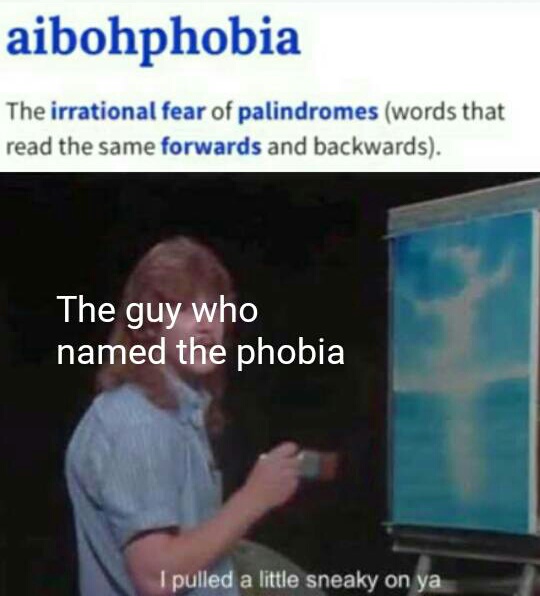 aibohphobia
The irrational fear of palindromes (words that
read the same forwards and backwards).
The guy who
named the phobia
I pulled a little sneaky on ya